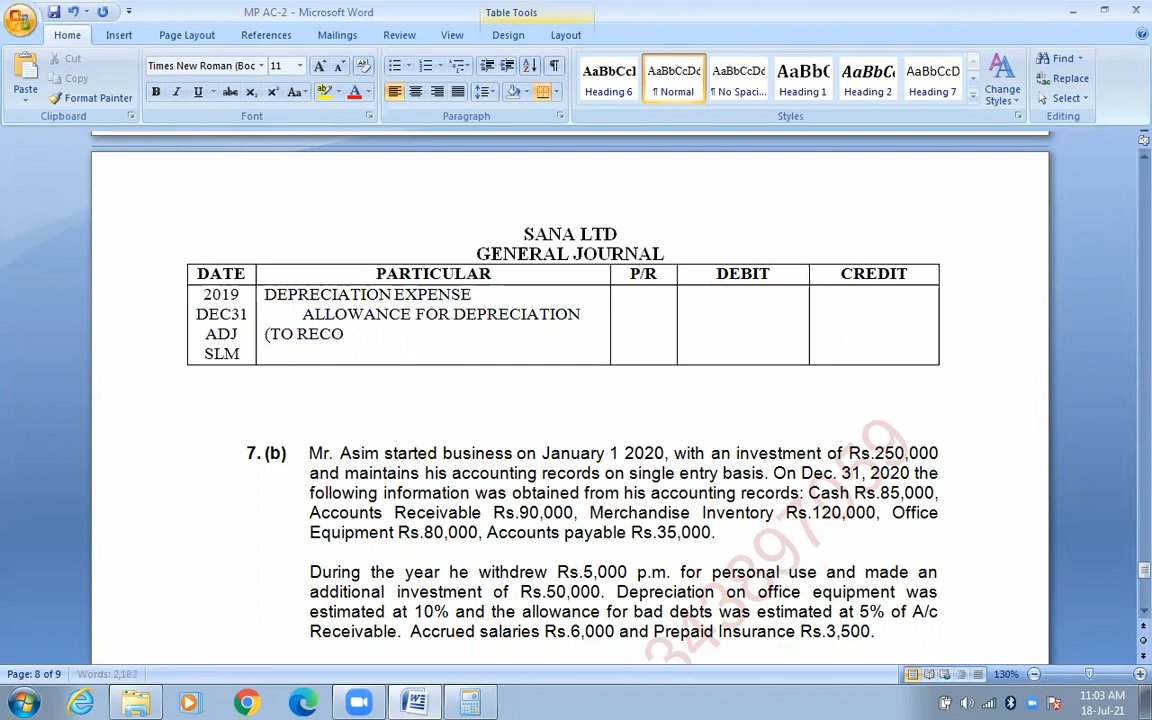 MP AC-2 - Microsoft Word
Table Tools
Home Insert Page Layout References Mailings Review View Design Layout
Paste
Cut
Copy
Format Painter
Clipboard
Times New Roman (Boc 11
Font
Paragraph
AaBbCcI AaBbCcDd AaBbCcDd AaBbC AaBbC AaBbCcD
Heading 6 ¶ Normal ¶ No Spaci... Heading 1 Heading 2 Heading 7
Change Styles
Styles
Find
Replace
Select
Editing
SANA LTD
GENERAL JOURNAL
DATE PARTICULAR P/R DEBIT CREDIT
2019 DEPRECIATION EXPENSE
DEC31 ALLOWANCE FOR DEPRECIATION
ADJ (TO RECO
SLM
7. (b) Mr. Asim started business on January 1 2020, with an investment of Rs.250,000
and maintains his accounting records on single entry basis. On Dec. 31, 2020 the
following information was obtained from his accounting records: Cash Rs.85,000,
Accounts Receivable Rs.90,000, Merchandise Inventory Rs.120,000, Office
Equipment Rs.80,000, Accounts payable Rs.35,000.
During the year he withdrew Rs.5,000 p.m. for personal use and made an
additional investment of Rs.50,000. Depreciation on office equipment was
estimated at 10% and the allowance for bad debts was estimated at 5% of A/c
Receivable. Accrued salaries Rs.6,000 and Prepaid Insurance Rs.3,500.
Page: 8 of 9
130%
11:03 AM
18-Jul-21